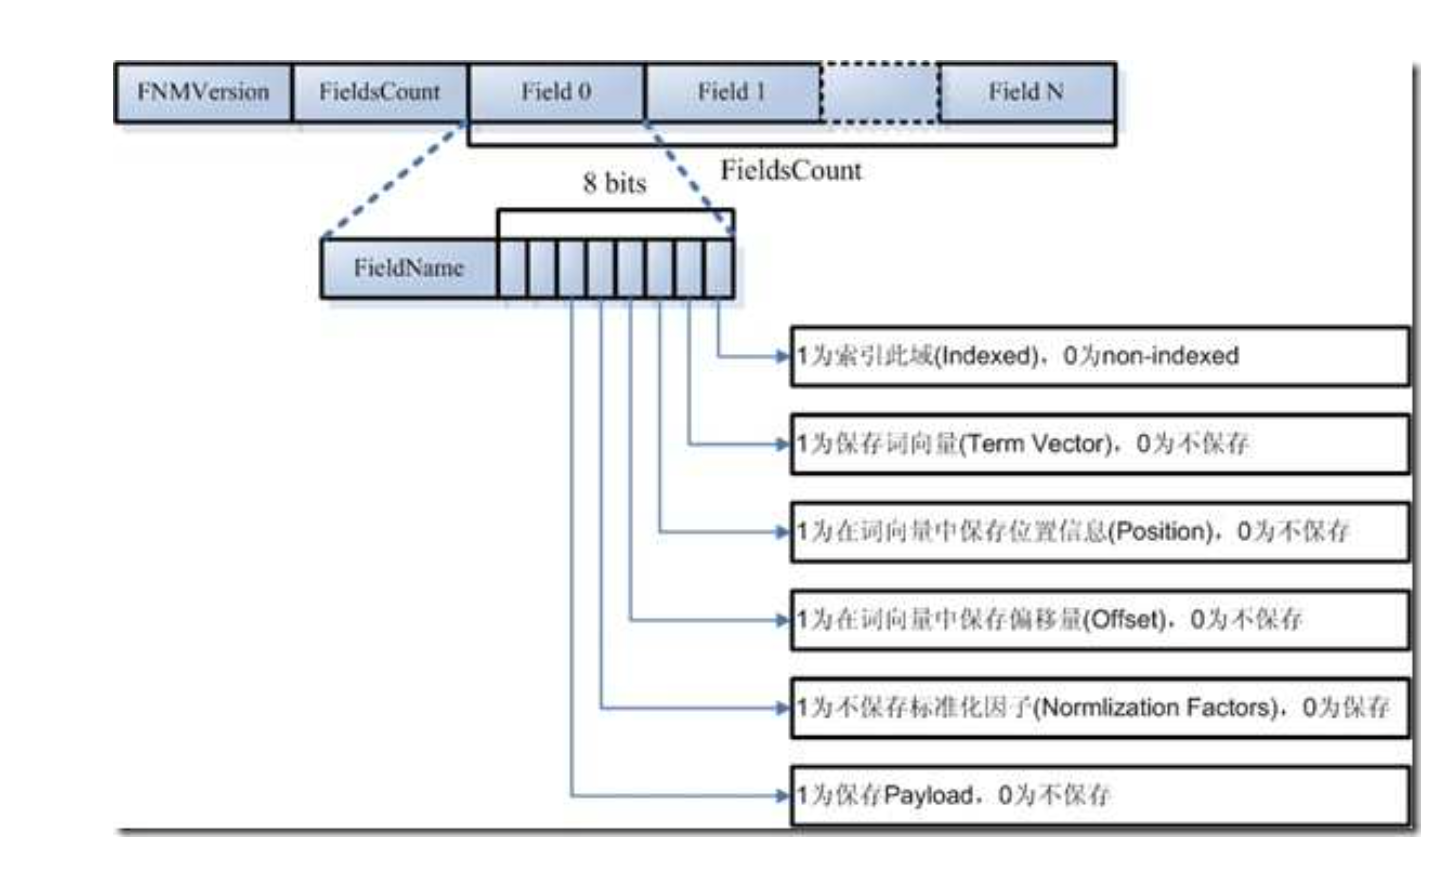 FNMVersion FieldsCount Field 0 Field 1 Field N
FieldsCount
8 bits
FieldName
1为索引此域(Indexed)，0为non-indexed
1为保存词向量(Term Vector)，0为不保存
1为在词向量中保存位置信息(Position)，0为不保存
1为在词向量中保存偏移量(Offset)，0为不保存
1为不保存标准化因子(Normlization Factors)，0为保存
1为保存Payload，0为不保存